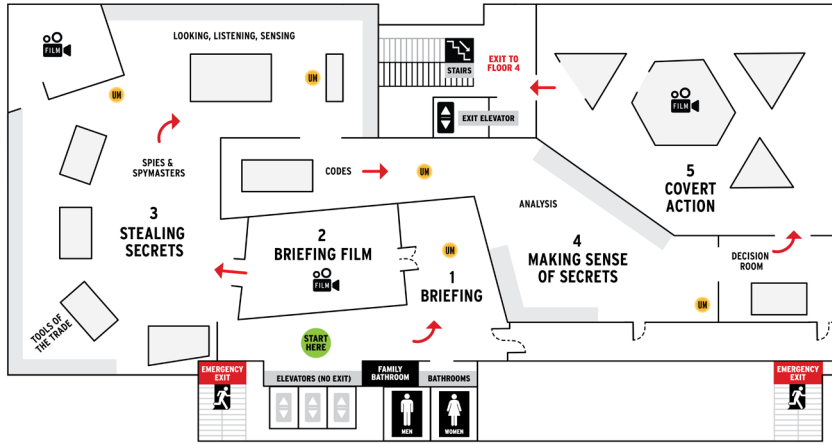 LOOKING, LISTENING, SENSING
FILM
UM
UM
STAIRS
EXIT TO
FLOOR 4
EXIT ELEVATOR
FILM
SPIES &
SPYMASTERS
CODES
UM
5
COVERT
ACTION
3
STEALING
SECRETS
2
BRIEFING FILM
FILM
UM
1
BRIEFING
ANALYSIS
4
MAKING SENSE
OF SECRETS
DECISION
ROOM
UM
TOOLS OF
THE TRADE
START
HERE
EMERGENCY
EXIT
ELEVATORS (NO EXIT)
FAMILY
BATHROOM
BATHROOMS
MEN
WOMEN
EMERGENCY
EXIT